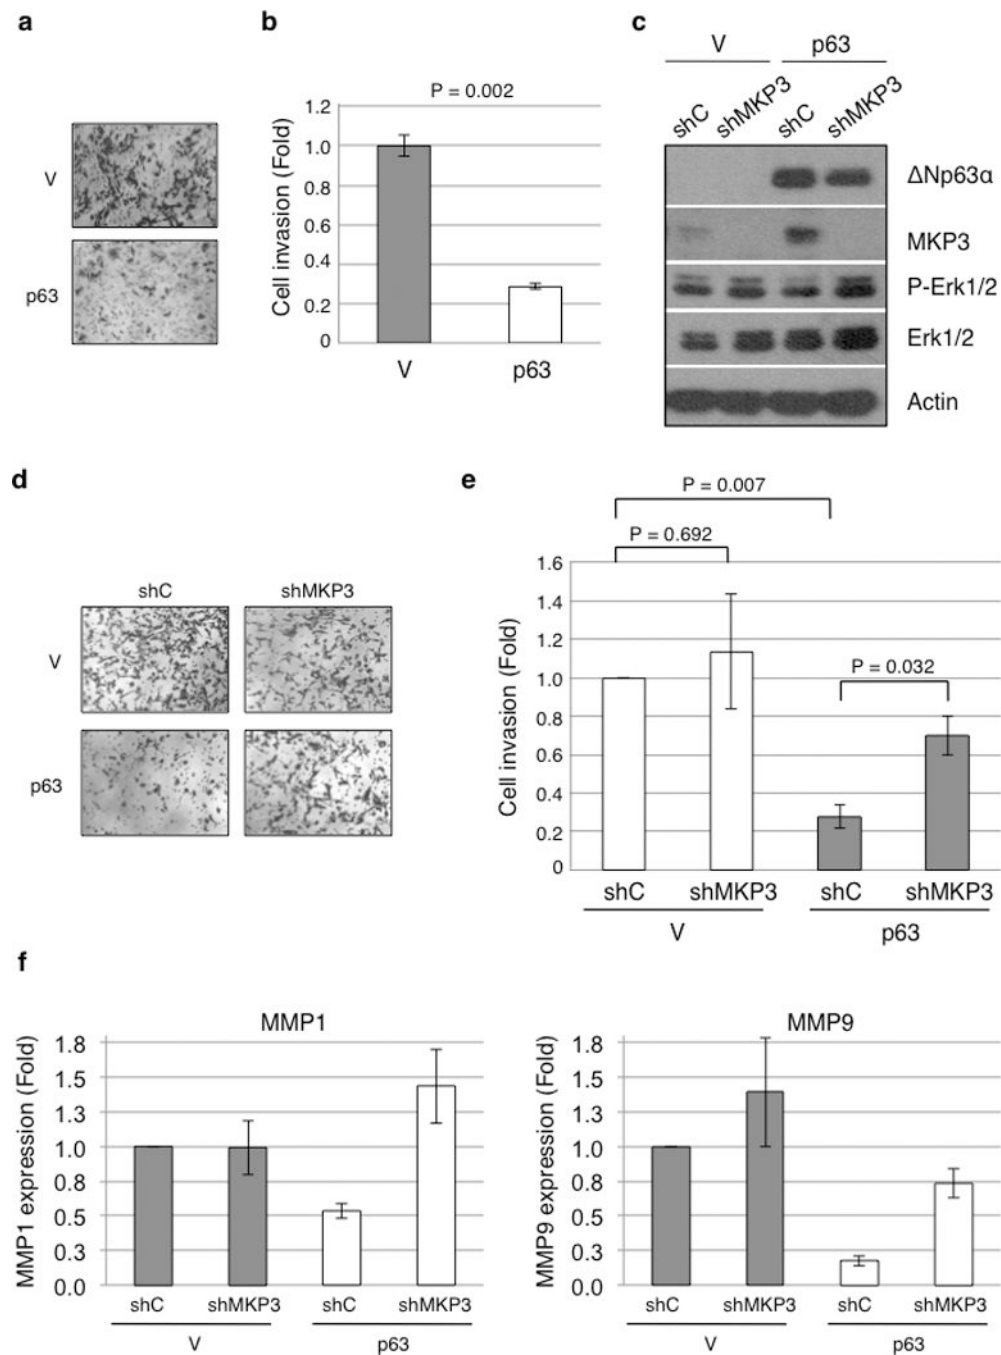 a
V
p63
b
P = 0.002
Cell invasion (Fold)
1.2
1.0
0.8
0.6
0.4
0.2
0
V
p63
c
V
p63
shC
shMKP3
shC
shMKP3
ΔNp63α
MKP3
P-Erk1/2
Erk1/2
Actin
d
shC
shMKP3
V
p63
e
P = 0.007
P = 0.692
P = 0.032
Cell invasion (Fold)
1.6
1.4
1.2
1.0
0.8
0.6
0.4
0.2
0
shC
shMKP3
shC
shMKP3
V
p63
f
MMP1
MMP1 expression (Fold)
1.8
1.5
1.3
1.0
0.8
0.5
0.3
0.0
shC
shMKP3
shC
shMKP3
V
p63
MMP9
MMP9 expression (Fold)
1.8
1.5
1.3
1.0
0.8
0.5
0.3
0.0
shC
shMKP3
shC
shMKP3
V
p63